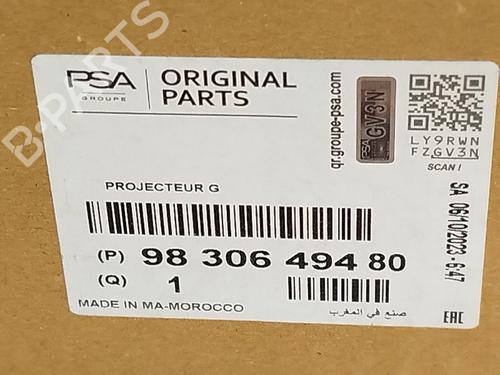 B-PARTS
PSA
GROUPE
ORIGINAL
PARTS
qr.groupe-psa.com
PSA
GV3N
LY9RWN
FZGV3N
SCAN !
PROJECTEUR G
SA 06/10/2023 - 6:47
(P) 98 306 494 80
(Q) 1
MADE IN MA-MOROCCO
صنع في المغرب
EAC